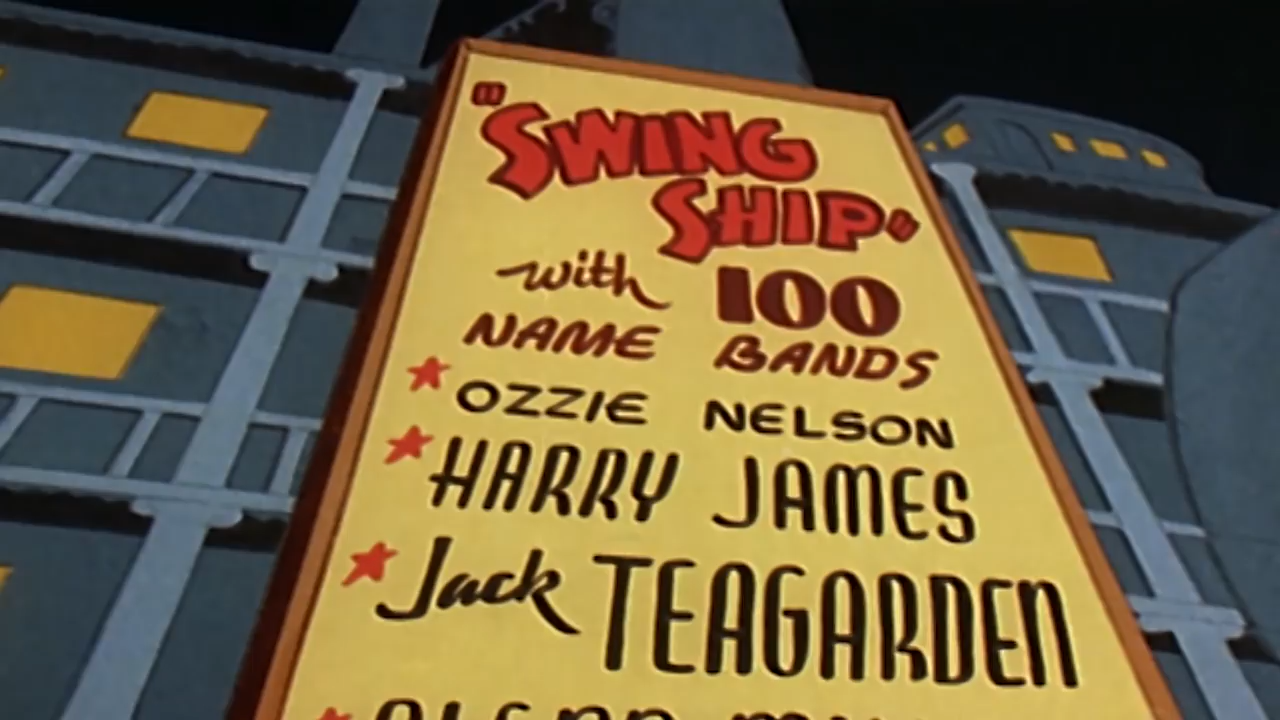 "SWING
SHIP"
with 100
NAME BANDS
OZZIE NELSON
HARRY JAMES
Jack TEAGARDEN